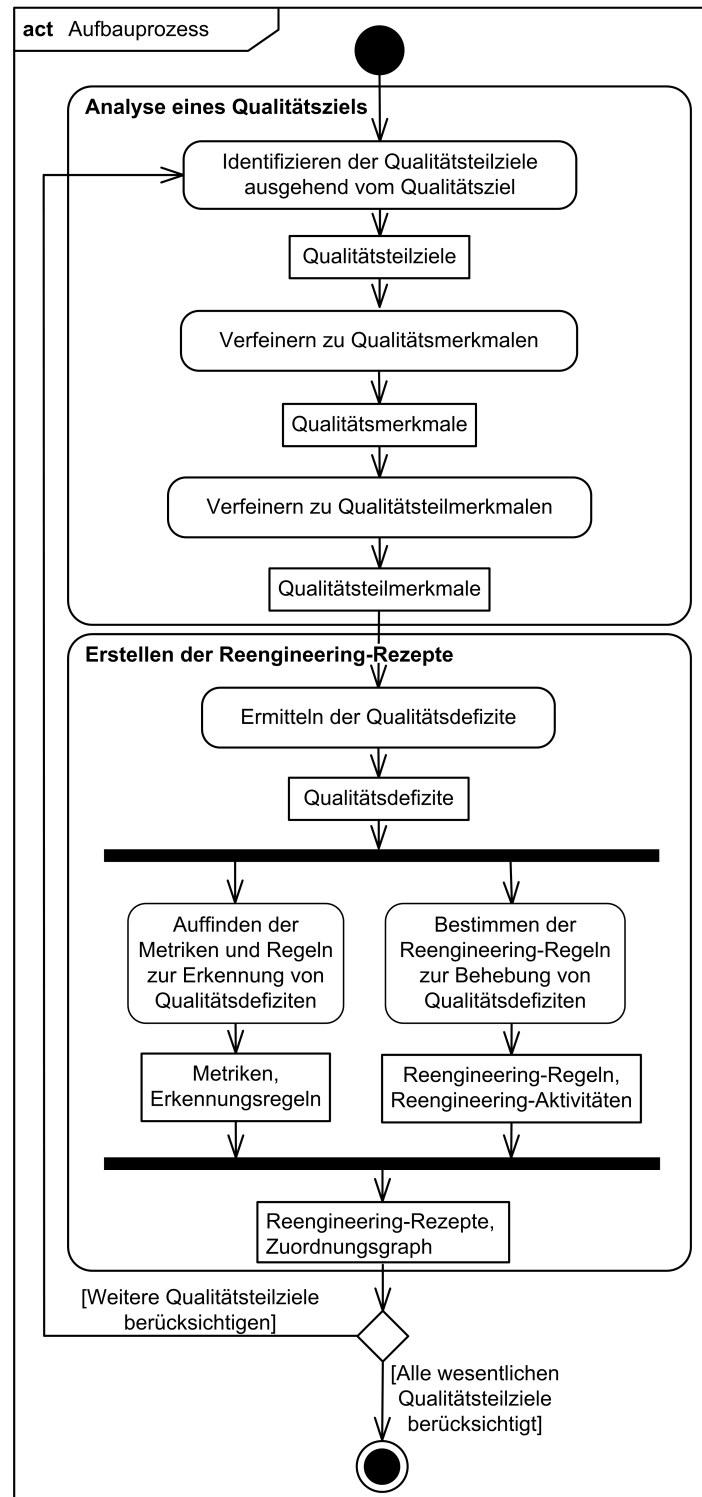 act Aufbauprozess
Analyse eines Qualitätsziels
Identifizieren der Qualitätsteilziele
ausgehend vom Qualitätsziel
Qualitätsteilziele
Verfeinern zu Qualitätsmerkmalen
Qualitätsmerkmale
Verfeinern zu Qualitätsteilmerkmalen
Qualitätsteilmerkmale
Erstellen der Reengineering-Rezepte
Ermitteln der Qualitätsdefizite
Qualitätsdefizite
Auffinden der
Metriken und Regeln
zur Erkennung von
Qualitätsdefiziten
Bestimmen der
Reengineering-Regeln
zur Behebung von
Qualitätsdefiziten
Metriken,
Erkennungsregeln
Reengineering-Regeln,
Reengineering-Aktivitäten
Reengineering-Rezepte,
Zuordnungsgraph
[Weitere Qualitätsteilziele
berücksichtigen]
[Alle wesentlichen
Qualitätsteilziele
berücksichtigt]